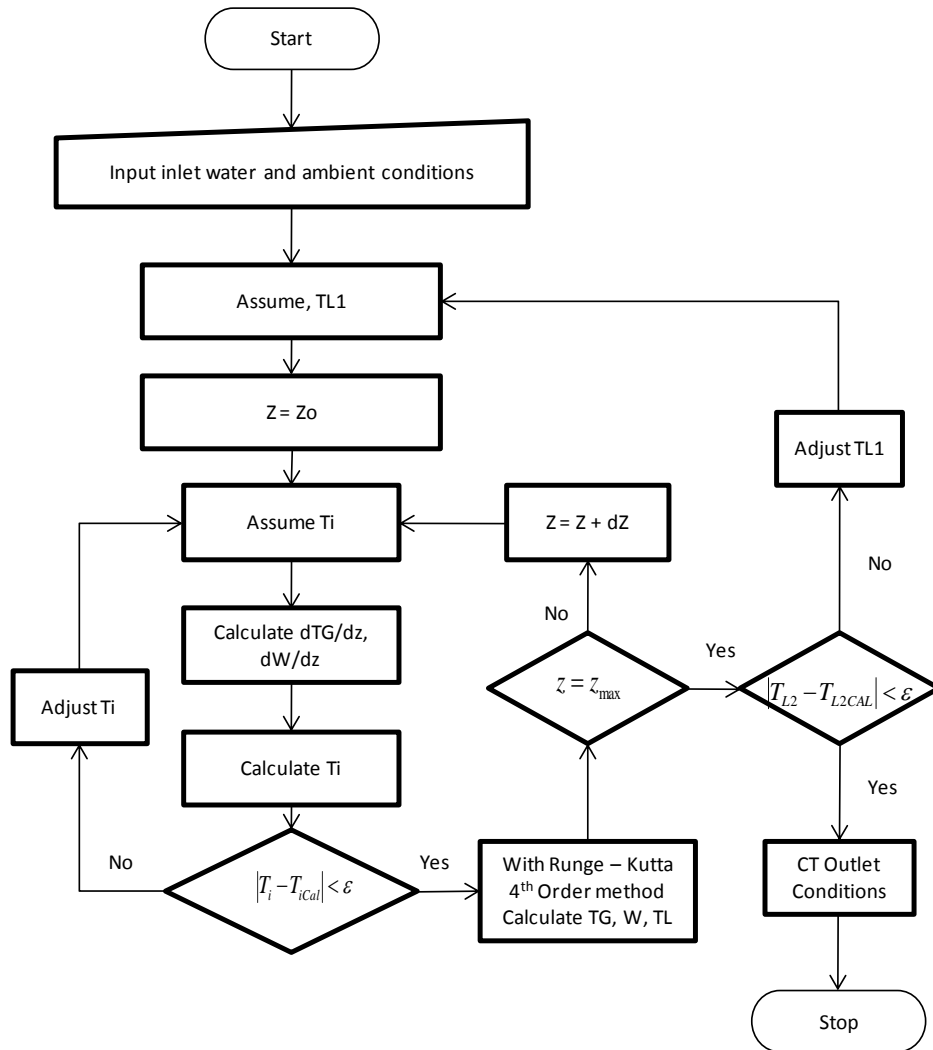 Start
Input inlet water and ambient conditions
Assume, TL1
Z = Zo
Adjust TL1
Assume Ti
Z = Z + dZ
No
No
Calculate dTG/dz,
dW/dz
Yes
z = z_max
|T_L2 − T_L2CAL| < ε
Adjust Ti
Calculate Ti
Yes
No
Yes
|T_i − T_iCal| < ε
With Runge – Kutta
4th Order method
Calculate TG, W, TL
CT Outlet
Conditions
Stop